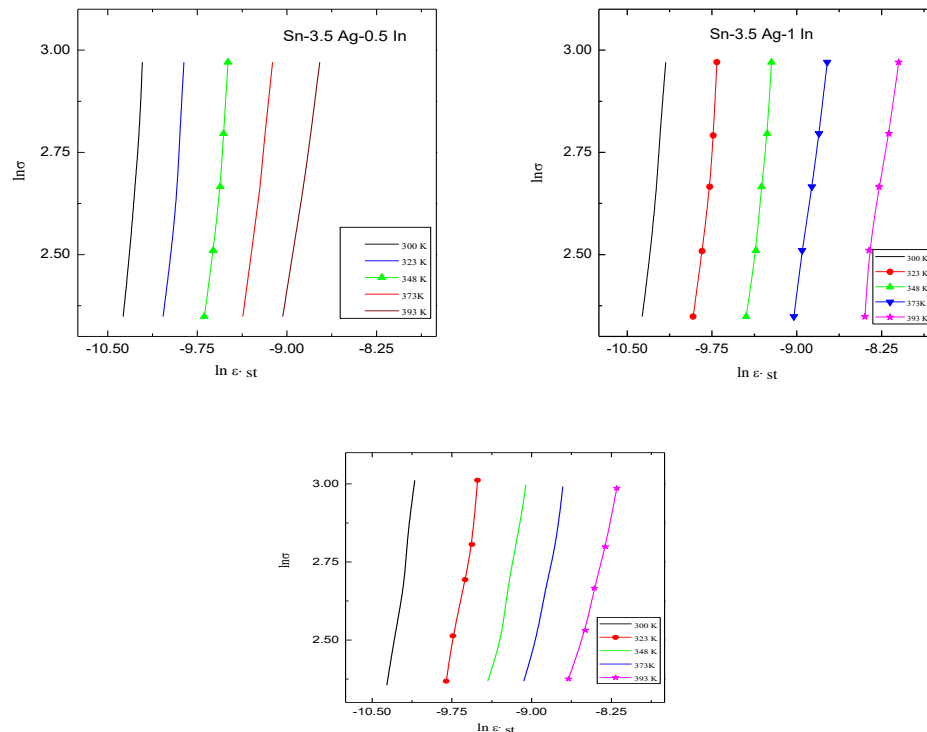 Sn-3.5 Ag-0.5 In
3.00
2.75
2.50
lnσ
300 K
323 K
348 K
373K
393 K
-10.50 -9.75 -9.00 -8.25
ln ε· st
Sn-3.5 Ag-1 In
3.00
2.75
2.50
lnσ
300 K
323 K
348 K
373K
393 K
-10.50 -9.75 -9.00 -8.25
ln ε· st
3.00
2.75
2.50
lnσ
300 K
323 K
348 K
373K
393 K
-10.50 -9.75 -9.00 -8.25
ln ε· st